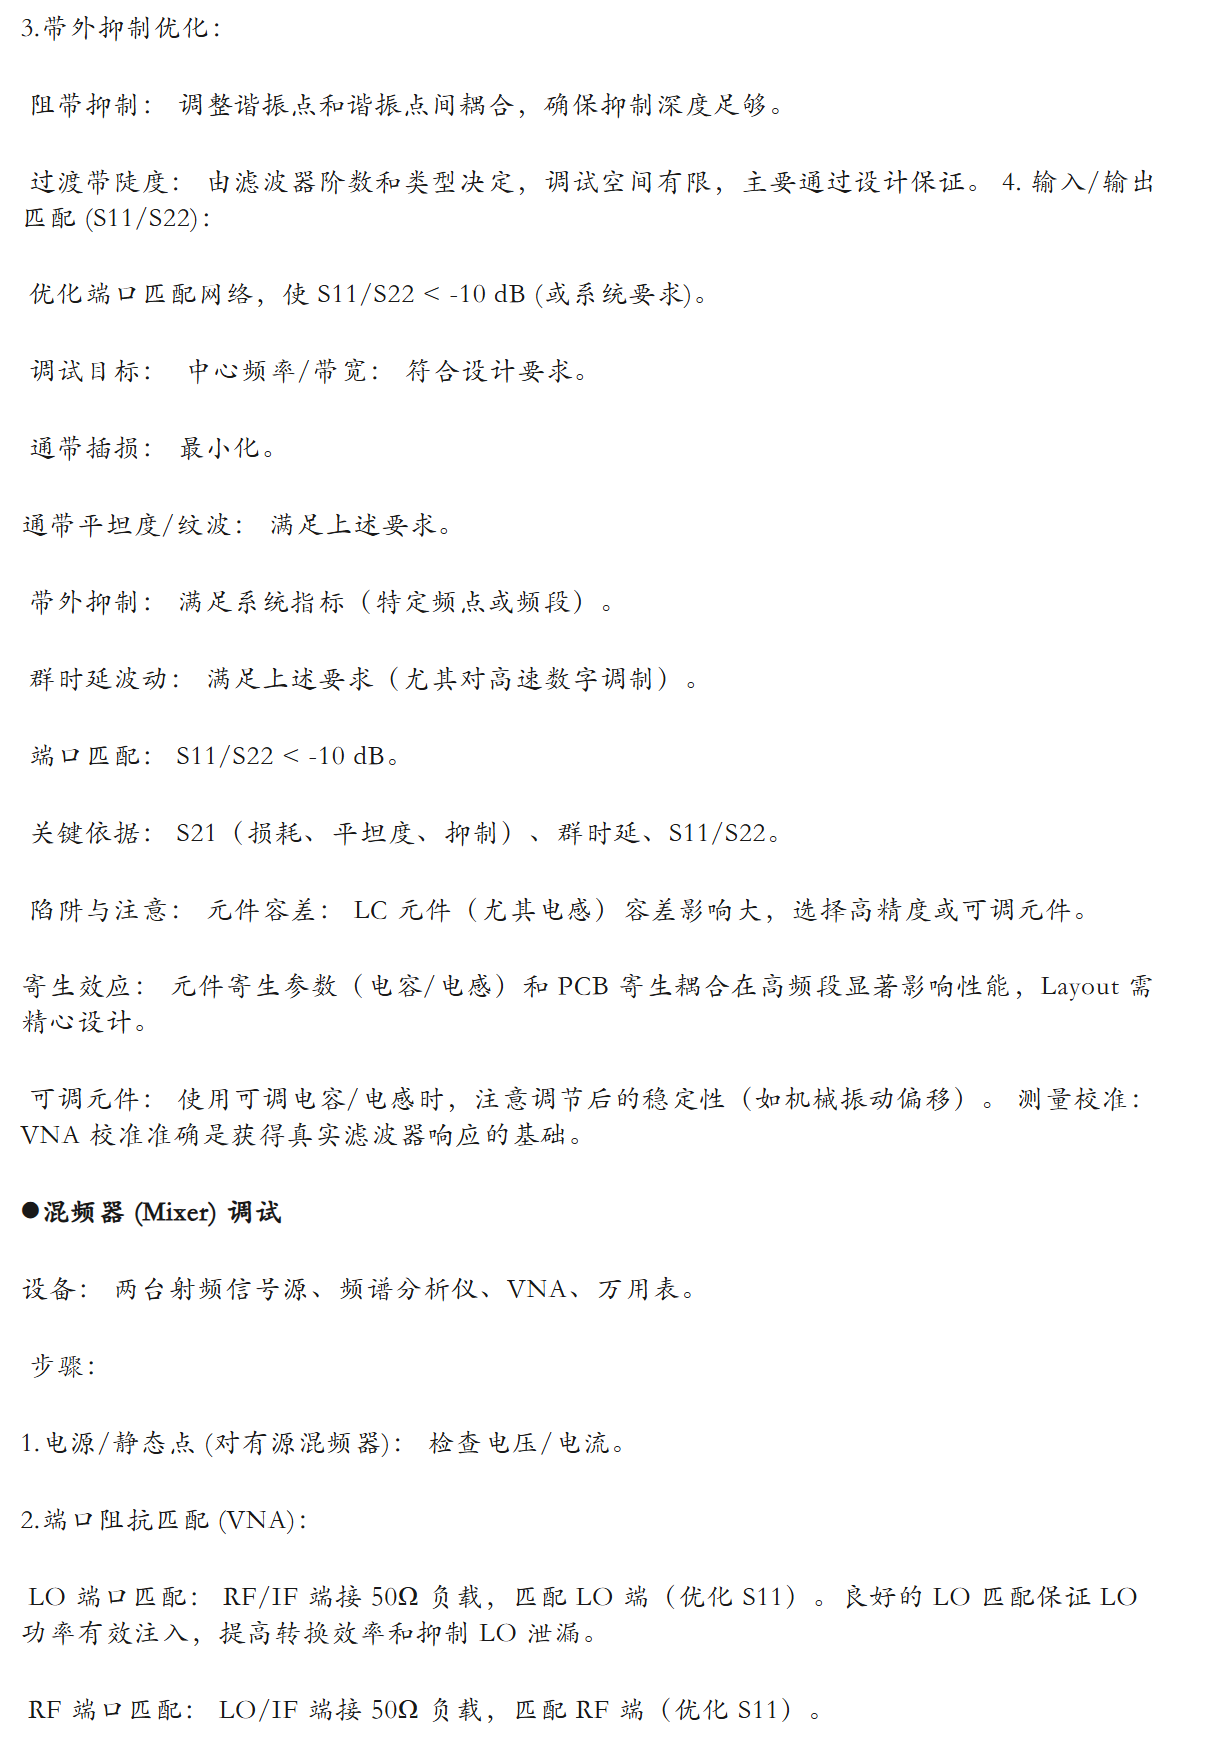 3.带外抑制优化：
阻带抑制： 调整谐振点和谐振点间耦合，确保抑制深度足够。
过渡带陡度： 由滤波器阶数和类型决定，调试空间有限，主要通过设计保证。 4. 输入/输出
匹配 (S11/S22)：
优化端口匹配网络，使 S11/S22 < -10 dB (或系统要求)。
调试目标： 中心频率/带宽： 符合设计要求。
通带插损： 最小化。
通带平坦度/纹波： 满足上述要求。
带外抑制： 满足系统指标（特定频点或频段）。
群时延波动： 满足上述要求（尤其对高速数字调制）。
端口匹配： S11/S22 < -10 dB。
关键依据： S21（损耗、平坦度、抑制）、群时延、S11/S22。
陷阱与注意： 元件容差： LC 元件（尤其电感）容差影响大，选择高精度或可调元件。
寄生效应： 元件寄生参数（电容/电感）和 PCB 寄生耦合在高频段显著影响性能，Layout 需
精心设计。
可调元件： 使用可调电容/电感时，注意调节后的稳定性（如机械振动偏移）。 测量校准：
VNA 校准准确是获得真实滤波器响应的基础。
●混频器 (Mixer) 调试
设备： 两台射频信号源、频谱分析仪、VNA、万用表。
步骤：
1.电源/静态点 (对有源混频器)： 检查电压/电流。
2.端口阻抗匹配 (VNA)：
LO 端口匹配： RF/IF 端接 50Ω 负载，匹配 LO 端（优化 S11）。良好的 LO 匹配保证 LO
功率有效注入，提高转换效率和抑制 LO 泄漏。
RF 端口匹配： LO/IF 端接 50Ω 负载，匹配 RF 端（优化 S11）。